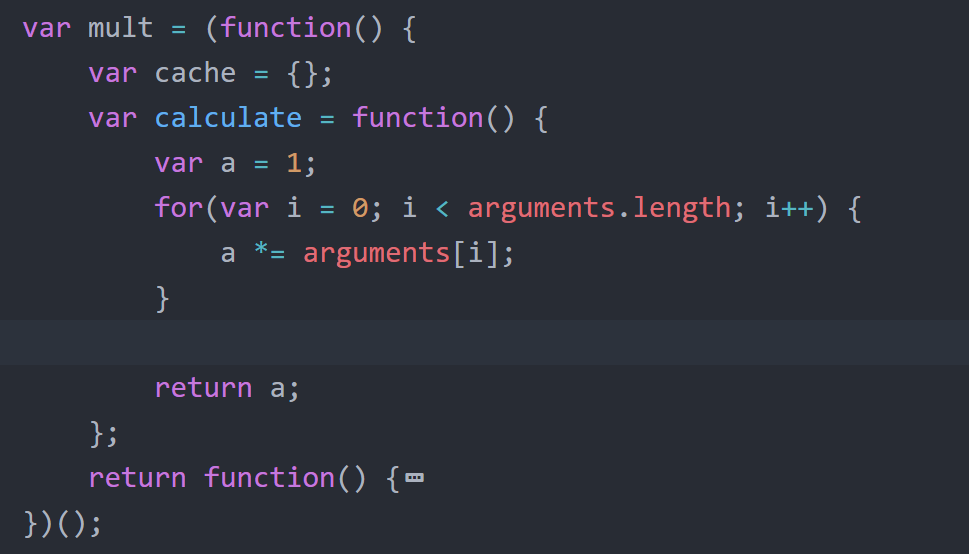 var mult = (function() {
    var cache = {};
    var calculate = function() {
        var a = 1;
        for(var i = 0; i < arguments.length; i++) {
            a *= arguments[i];
        }
        return a;
    };
    return function() {⋯
})();